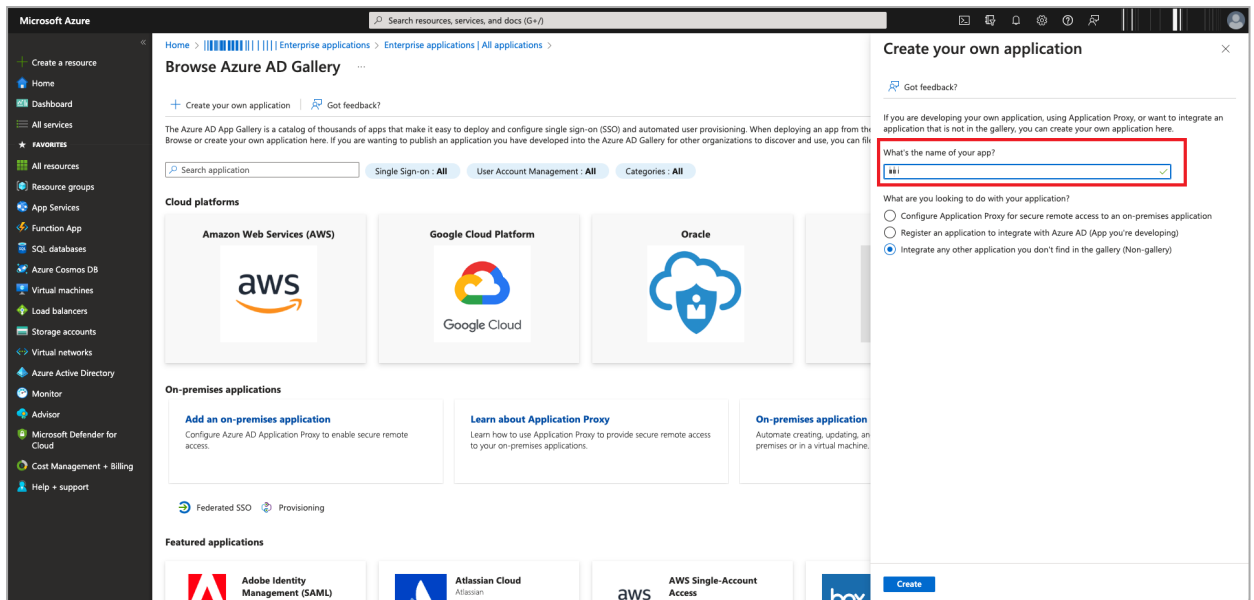 Microsoft Azure
Search resources, services, and docs (G+/)
Create a resource
Home
Dashboard
All services
FAVORITES
All resources
Resource groups
App Services
Function App
SQL databases
Azure Cosmos DB
Virtual machines
Load balancers
Storage accounts
Virtual networks
Azure Active Directory
Monitor
Advisor
Microsoft Defender for
Cloud
Cost Management + Billing
Help + support
Home > Enterprise applications > Enterprise applications | All applications >
Browse Azure AD Gallery ...
+ Create your own application | Got feedback?
The Azure AD App Gallery is a catalog of thousands of apps that make it easy to deploy and configure single sign-on (SSO) and automated user provisioning. When deploying an app from the
Browse or create your own application here. If you are wanting to publish an application you have developed into the Azure AD Gallery for other organizations to discover and use, you can file
Search application
Single Sign-on : All
User Account Management : All
Categories : All
Cloud platforms
Amazon Web Services (AWS)
aws
Google Cloud Platform
Google Cloud
Oracle
On-premises applications
Add an on-premises application
Configure Azure AD Application Proxy to enable secure remote
access.
Learn about Application Proxy
Learn how to use Application Proxy to provide secure remote access
to your on-premises applications.
On-premises application
Automate creating, updating, an
premises or in a virtual machine.
Federated SSO
Provisioning
Featured applications
Adobe Identity
Management (SAML)
Atlassian Cloud
Atlassian
aws
AWS Single-Account
Access
box
Create your own application
Got feedback?
If you are developing your own application, using Application Proxy, or want to integrate an
application that is not in the gallery, you can create your own application here.
What's the name of your app?
What are you looking to do with your application?
Configure Application Proxy for secure remote access to an on-premises application
Register an application to integrate with Azure AD (App you're developing)
Integrate any other application you don't find in the gallery (Non-gallery)
Create